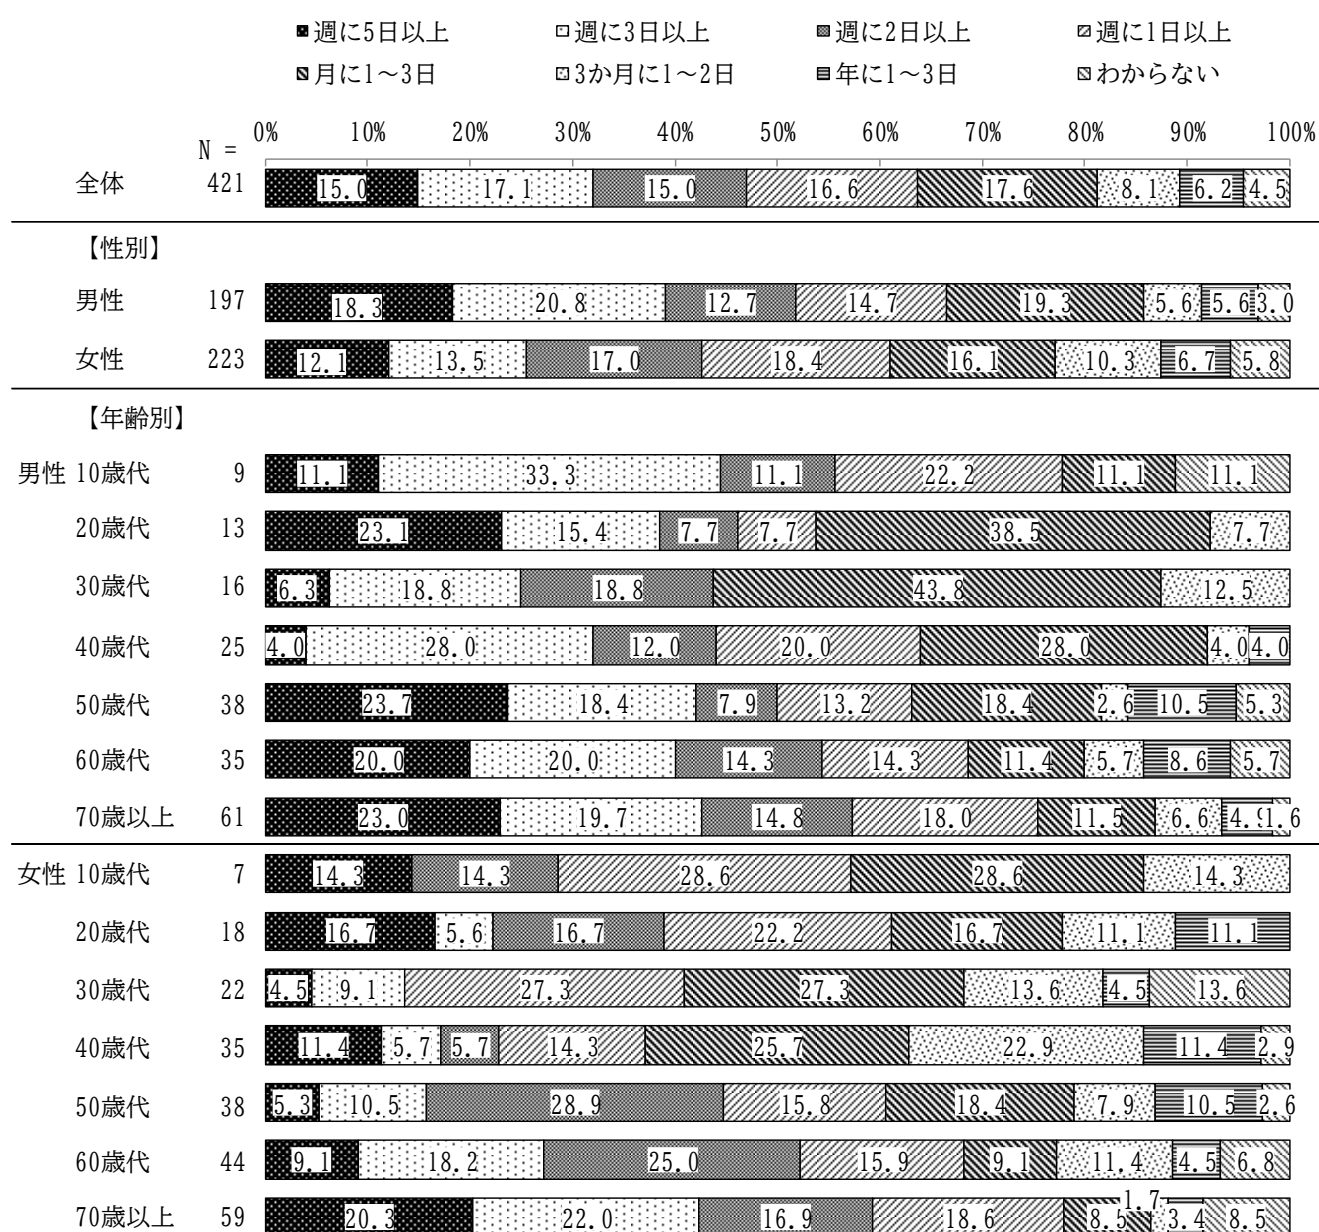 ■週に5日以上 □週に3日以上 ■週に2日以上 □週に1日以上
■月に1～3日 □3か月に1～2日 ■年に1～3日 □わからない
0% 10% 20% 30% 40% 50% 60% 70% 80% 90% 100%
N =
全体 421 15.0 17.1 15.0 16.6 17.6 8.1 6.2 4.5
【性別】
男性 197 18.3 20.8 12.7 14.7 19.3 5.6 5.6 3.0
女性 223 12.1 13.5 17.0 18.4 16.1 10.3 6.7 5.8
【年齢別】
男性 10歳代 9 11.1 33.3 11.1 22.2 11.1 11.1
20歳代 13 23.1 15.4 7.7 7.7 38.5 7.7
30歳代 16 6.3 18.8 18.8 43.8 12.5
40歳代 25 4.0 28.0 12.0 20.0 28.0 4.0 4.0
50歳代 38 23.7 18.4 7.9 13.2 18.4 2.6 10.5 5.3
60歳代 35 20.0 20.0 14.3 14.3 11.4 5.7 8.6 5.7
70歳以上 61 23.0 19.7 14.8 18.0 11.5 6.6 4.9 1.6
女性 10歳代 7 14.3 14.3 28.6 28.6 14.3
20歳代 18 16.7 5.6 16.7 22.2 16.7 11.1 11.1
30歳代 22 4.5 9.1 27.3 27.3 13.6 4.5 13.6
40歳代 35 11.4 5.7 5.7 14.3 25.7 22.9 11.4 2.9
50歳代 38 5.3 10.5 28.9 15.8 18.4 7.9 10.5 2.6
60歳代 44 9.1 18.2 25.0 15.9 9.1 11.4 4.5 6.8
70歳以上 59 20.3 22.0 16.9 18.6 8.5 1.7 3.4 8.5